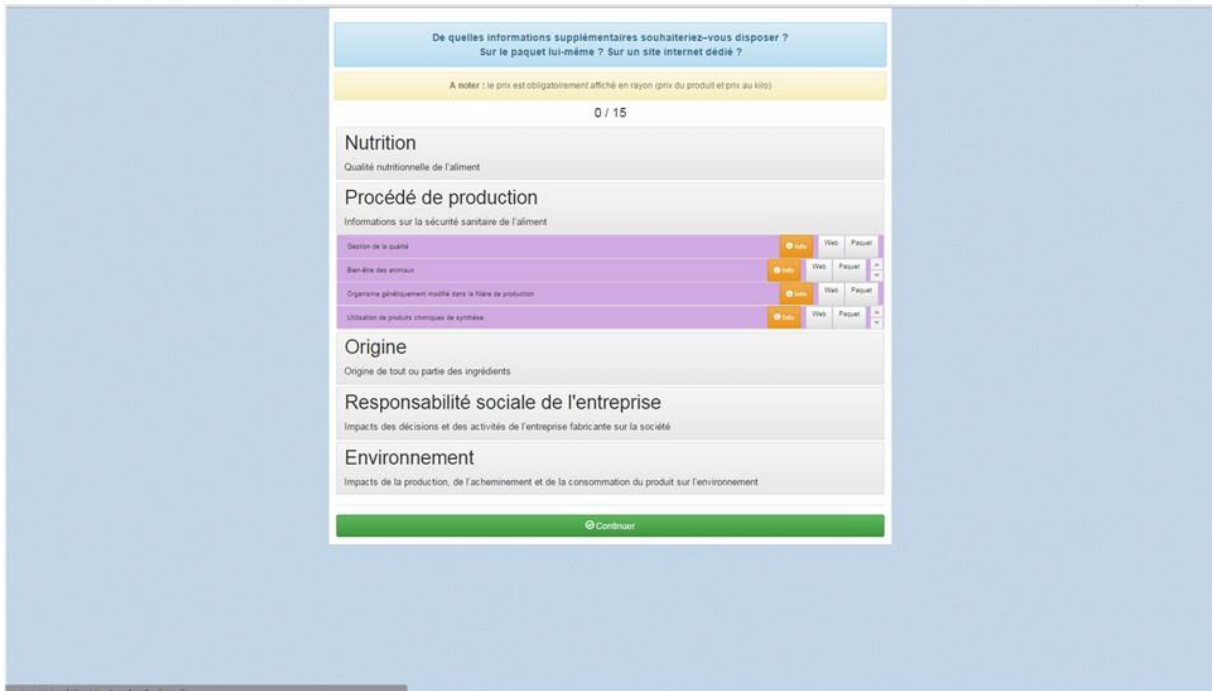 De quelles informations supplémentaires souhaiteriez–vous disposer ?
Sur le paquet lui-même ? Sur un site internet dédié ?
A noter : le prix est obligatoirement affiché en rayon (prix du produit et prix au kilo)
0 / 15
Nutrition
Qualité nutritionnelle de l'aliment
Procédé de production
Informations sur la sécurité sanitaire de l'aliment
Gestion de la qualité Info Web Paquet
Bien-être des animaux Info Web Paquet
Organisme génétiquement modifié dans la filière de production Info Web Paquet
Utilisation de produits chimiques de synthèse Info Web Paquet
Origine
Origine de tout ou partie des ingrédients
Responsabilité sociale de l'entreprise
Impacts des décisions et des activités de l'entreprise fabricante sur la société
Environnement
Impacts de la production, de l'acheminement et de la consommation du produit sur l'environnement
Continuer